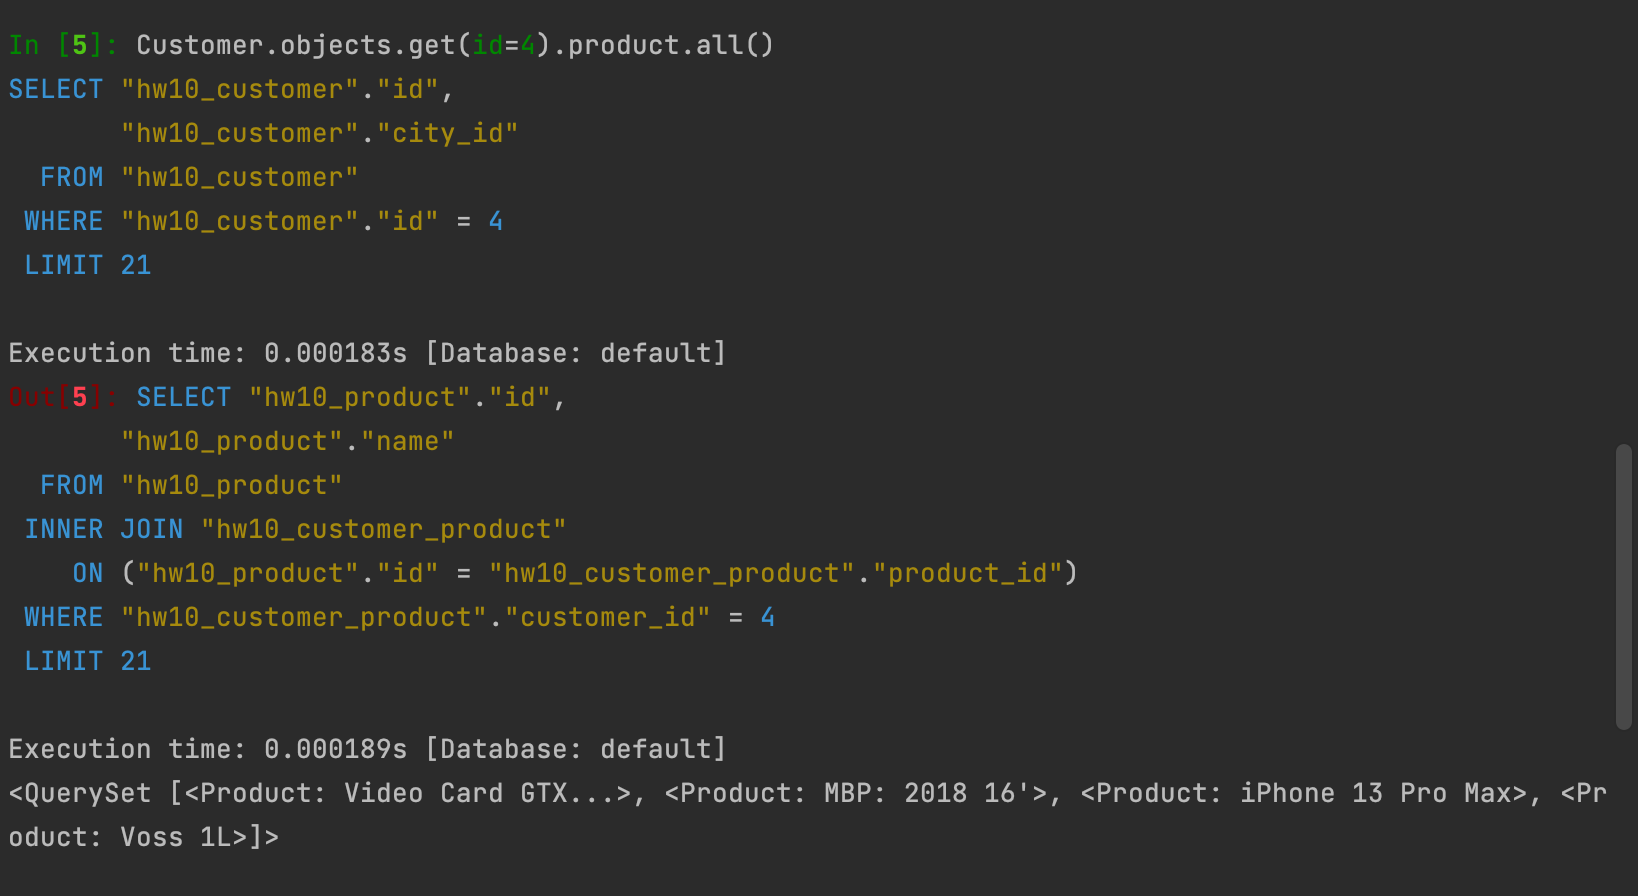 In [5]: Customer.objects.get(id=4).product.all()
SELECT "hw10_customer"."id",
       "hw10_customer"."city_id"
  FROM "hw10_customer"
 WHERE "hw10_customer"."id" = 4
 LIMIT 21

Execution time: 0.000183s [Database: default]
Out[5]: SELECT "hw10_product"."id",
       "hw10_product"."name"
  FROM "hw10_product"
 INNER JOIN "hw10_customer_product"
    ON ("hw10_product"."id" = "hw10_customer_product"."product_id")
 WHERE "hw10_customer_product"."customer_id" = 4
 LIMIT 21

Execution time: 0.000189s [Database: default]
<QuerySet [<Product: Video Card GTX...>, <Product: MBP: 2018 16'>, <Product: iPhone 13 Pro Max>, <Pr
oduct: Voss 1L>]>